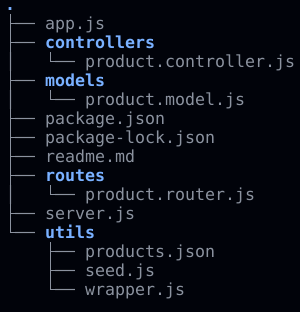 .
├── app.js
├── controllers
│   └── product.controller.js
├── models
│   └── product.model.js
├── package.json
├── package-lock.json
├── readme.md
├── routes
│   └── product.router.js
├── server.js
└── utils
    ├── products.json
    ├── seed.js
    └── wrapper.js